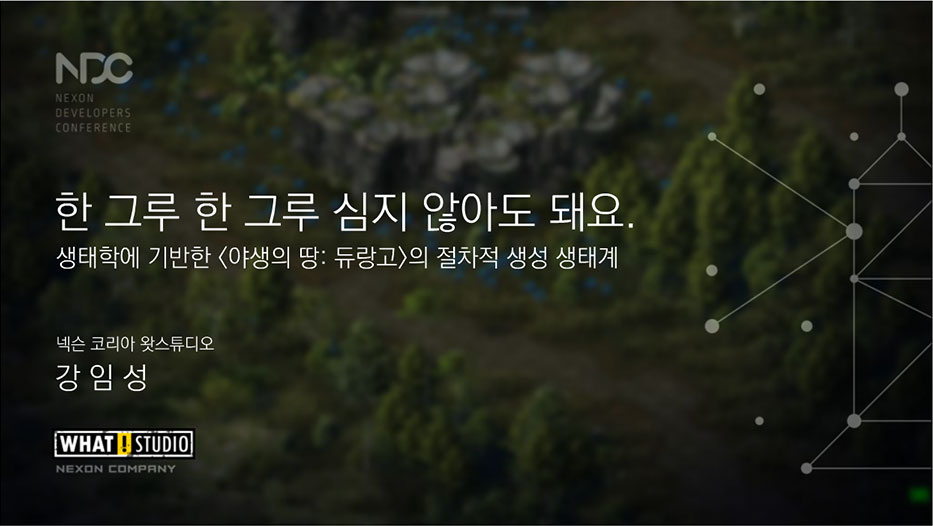 NDC
NEXON
DEVELOPERS
CONFERENCE
한 그루 한 그루 심지 않아도 돼요.
생태학에 기반한 〈야생의 땅: 듀랑고〉의 절차적 생성 생태계
넥슨 코리아 왓스튜디오
강 임 성
WHAT! STUDIO
NEXON COMPANY